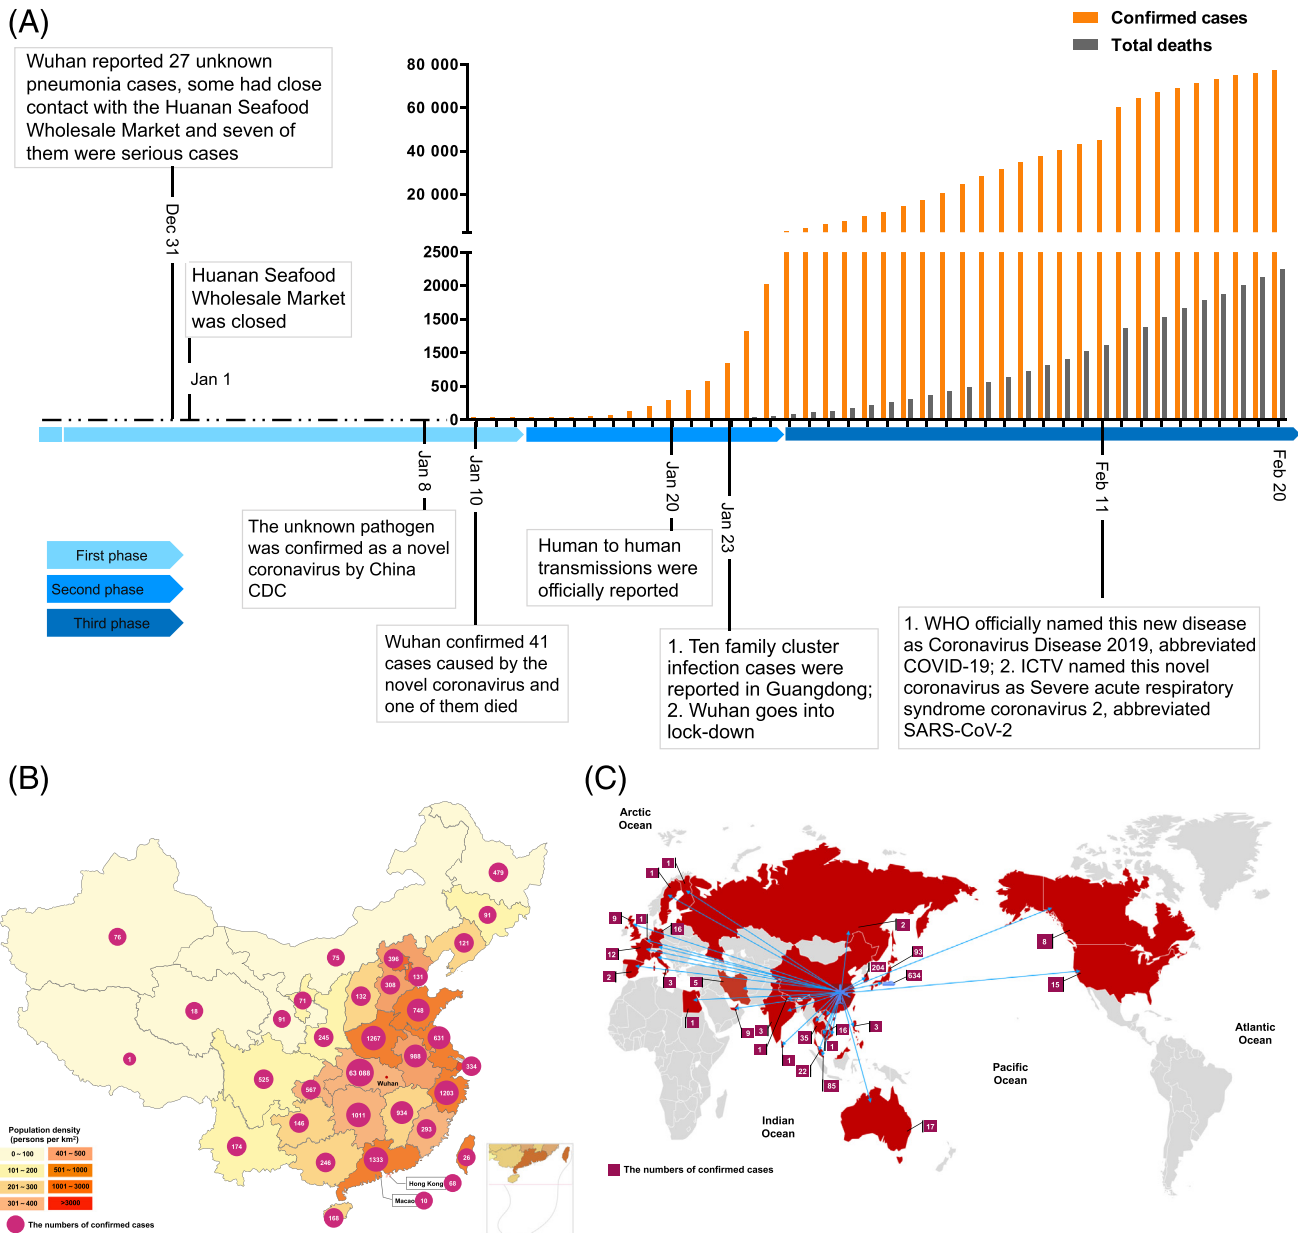 (A)
Confirmed cases
Total deaths
Wuhan reported 27 unknown
pneumonia cases, some had close
contact with the Huanan Seafood
Wholesale Market and seven of
them were serious cases
Dec 31
Huanan Seafood
Wholesale Market
was closed
Jan 1
80 000
60 000
40 000
20 000
2500
2000
1500
1500
500
0
Jan 8
Jan 10
Jan 20
Jan 23
Feb 11
Feb 20
First phase
Second phase
Third phase
The unknown pathogen
was confirmed as a novel
coronavirus by China
CDC
Wuhan confirmed 41
cases caused by the
novel coronavirus and
one of them died
Human to human
transmissions were
officially reported
1. Ten family cluster
infection cases were
reported in Guangdong;
2. Wuhan goes into
lock-down
1. WHO officially named this new disease
as Coronavirus Disease 2019, abbreviated
COVID-19; 2. ICTV named this novel
coronavirus as Severe acute respiratory
syndrome coronavirus 2, abbreviated
SARS-CoV-2
(B)
479
91
76
121
75
396
131
308
132
71
18
91
748
245
1267
631
988
1
334
63 088
Wuhan
525
567
1203
1011
934
146
293
174
246
1333
26
Hong Kong
68
Macao
10
168
Population density
(persons per km²)
0~100
401~500
101~200
501~1000
201~300
1001~3000
301~400
>3000
The numbers of confirmed cases
(C)
Arctic
Ocean
1
1
9
1
16
12
2
3
5
1
9
3
1
35
1
22
1
85
16
3
2
93
204
634
17
8
15
Atlantic
Ocean
Pacific
Ocean
Indian
Ocean
The numbers of confirmed cases